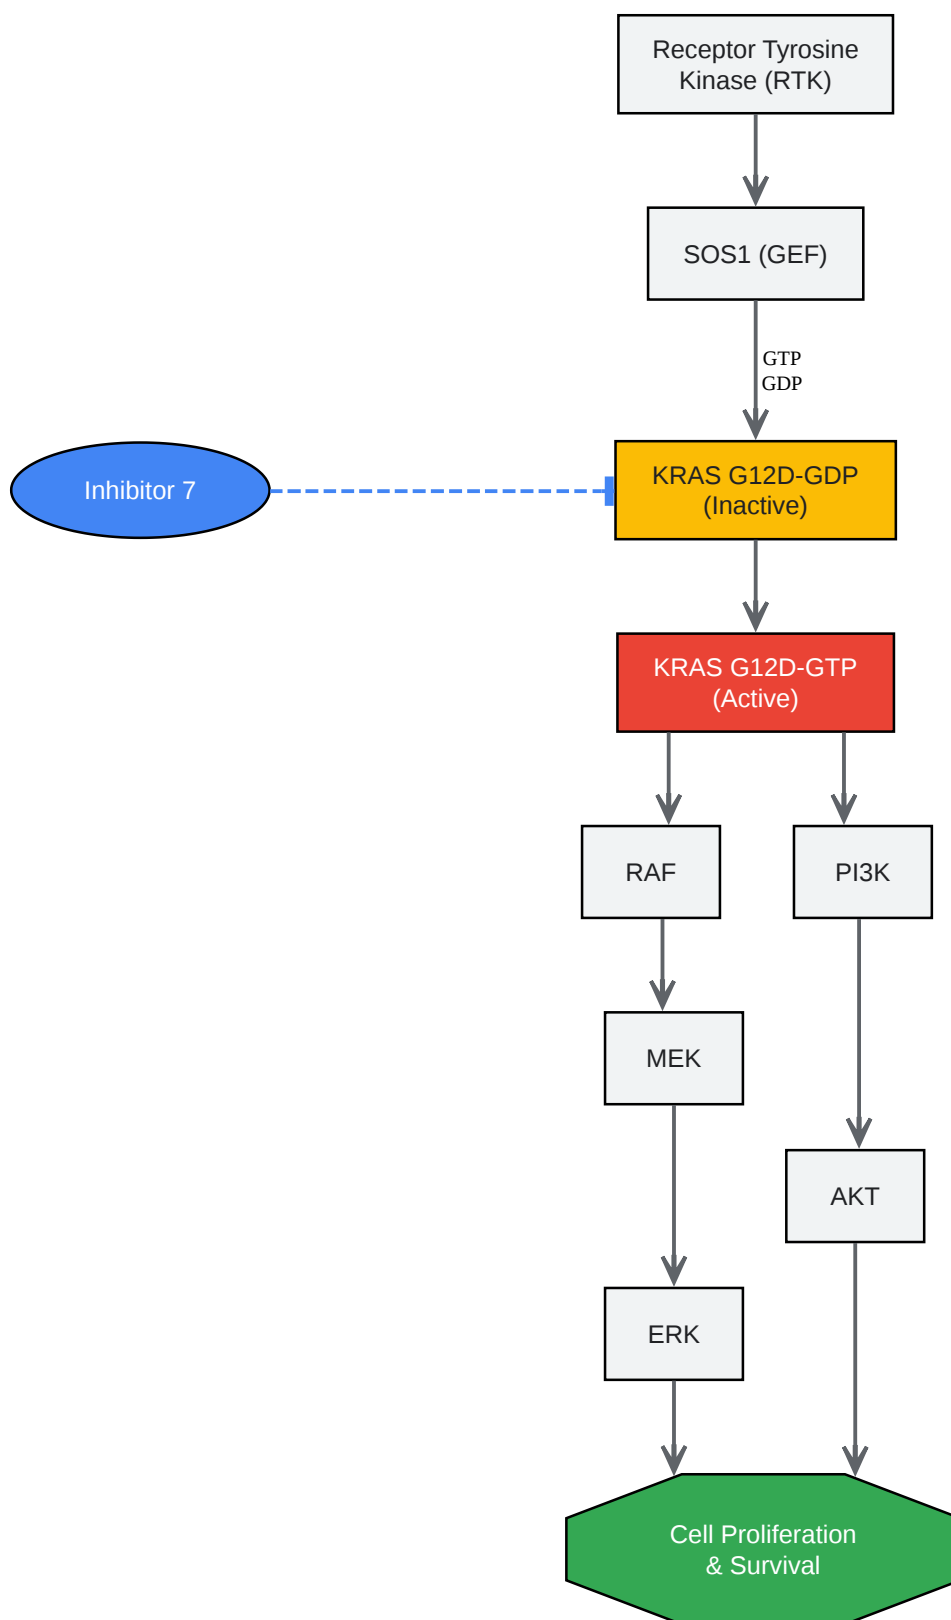 Receptor Tyrosine
Kinase (RTK)
SOS1 (GEF)
GTP
GDP
Inhibitor 7
KRAS G12D-GDP
(Inactive)
KRAS G12D-GTP
(Active)
RAF
PI3K
MEK
AKT
ERK
Cell Proliferation
& Survival